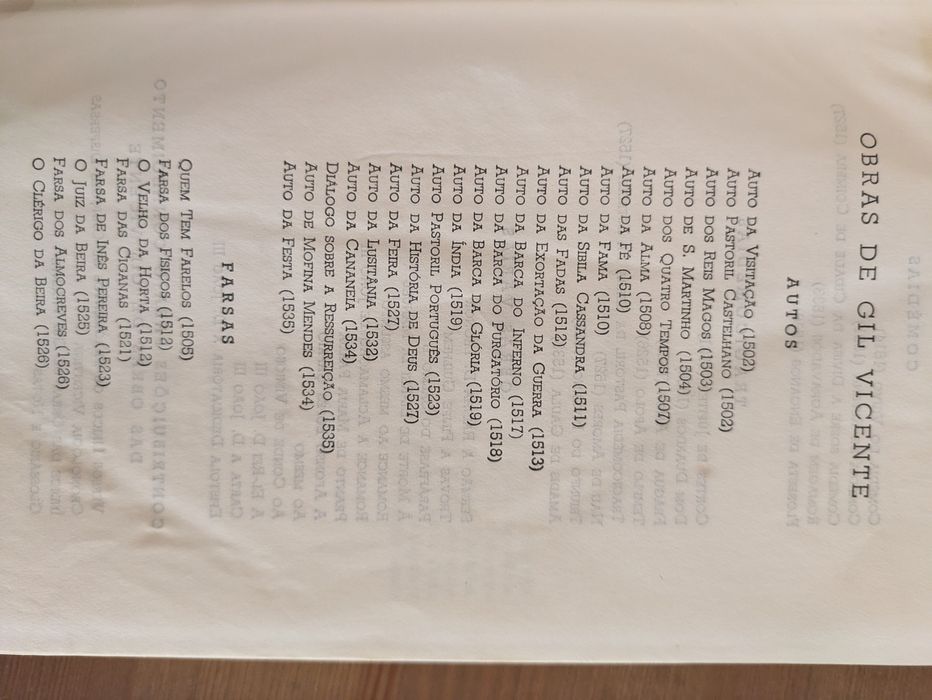 OBRAS DE GIL VICENTE
AUTOS
AUTO DA VISITAÇÃO (1502)
AUTO PASTORIL CASTELHANO (1502)
AUTO DOS REIS MAGOS (1503)
AUTO DE S. MARTINHO (1504)
AUTO DOS QUATRO TEMPOS (1507)
AUTO DA ALMA (1508)
AUTO DA FÉ (1510)
AUTO DA FAMA (1510)
AUTO DA SIBILA CASSANDRA (1511)
AUTO DAS FADAS (1512)
AUTO DA EXORTAÇÃO DA GUERRA (1513)
AUTO DA BARCA DO INFERNO (1517)
AUTO DA BARCA DO PURGATÓRIO (1518)
AUTO DA BARCA DA GLÓRIA (1519)
AUTO DA ÍNDIA (1519)
AUTO PASTORIL PORTUGUÊS (1523)
AUTO DA HISTÓRIA DE DEUS (1527)
AUTO DA FEIRA (1527)
AUTO DA LUSITÂNIA (1532)
AUTO DA CANANEIA (1534)
DIÁLOGO SOBRE A RESSURREIÇÃO (1535)
AUTO DE MOFINA MENDES (1534)
AUTO DA FESTA (1535)
FARSAS
QUEM TEM FARELOS (1505)
FARSA DOS FÍSICOS (1512)
O VELHO DA HORTA (1512)
FARSA DAS CIGANAS (1521)
FARSA DE INÊS PEREIRA (1523)
O JUIZ DA BEIRA (1525)
FARSA DOS ALMOCREVES (1526)
O CLÉRIGO DA BEIRA (1526)